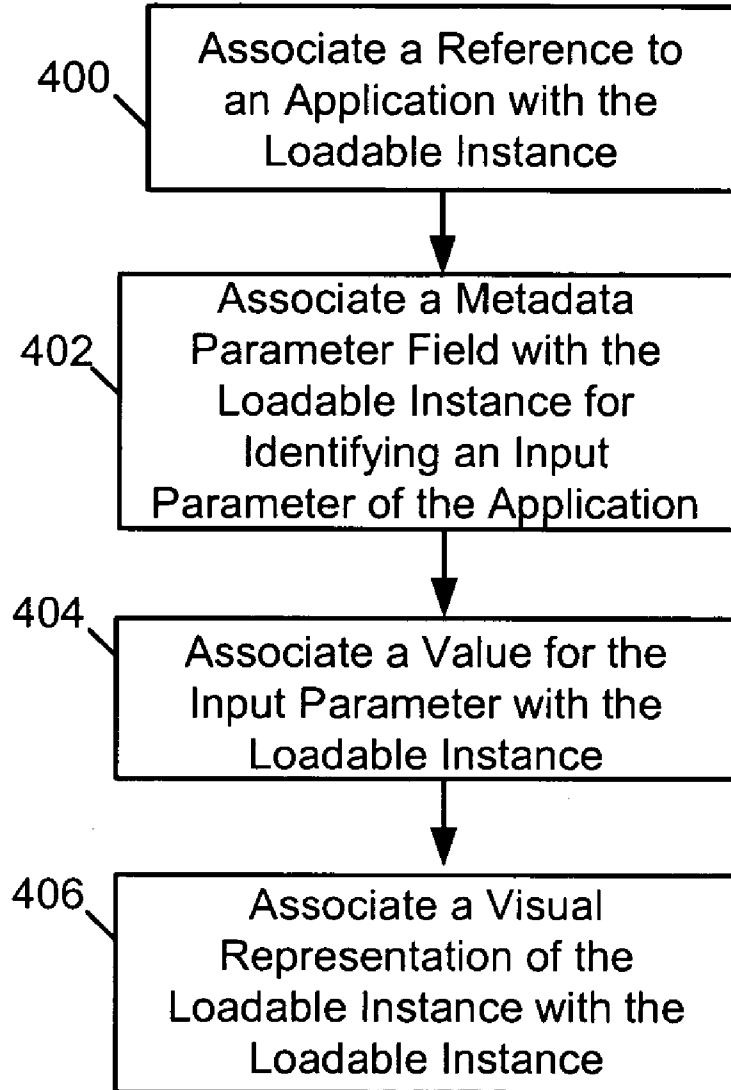 400
Associate a Reference to
an Application with the
Loadable Instance
402
Associate a Metadata
Parameter Field with the
Loadable Instance for
Identifying an Input
Parameter of the Application
404
Associate a Value for the
Input Parameter with the
Loadable Instance
406
Associate a Visual
Representation of the
Loadable Instance with the
Loadable Instance